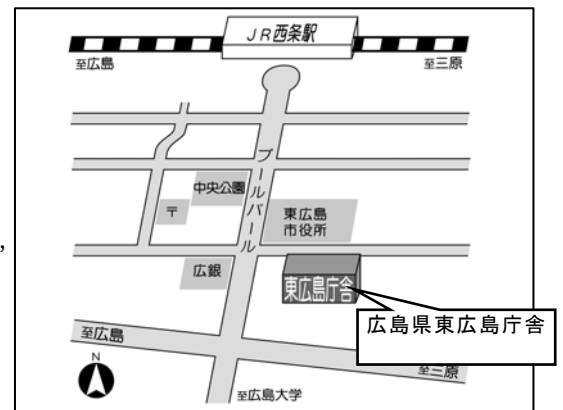 JR西条駅
至広島
至三原
ブールバール
中央公園
〒
東広島
市役所
広銀
東広島庁舎
広島県東広島庁舎
至広島
至三原
N
至広島大学
,